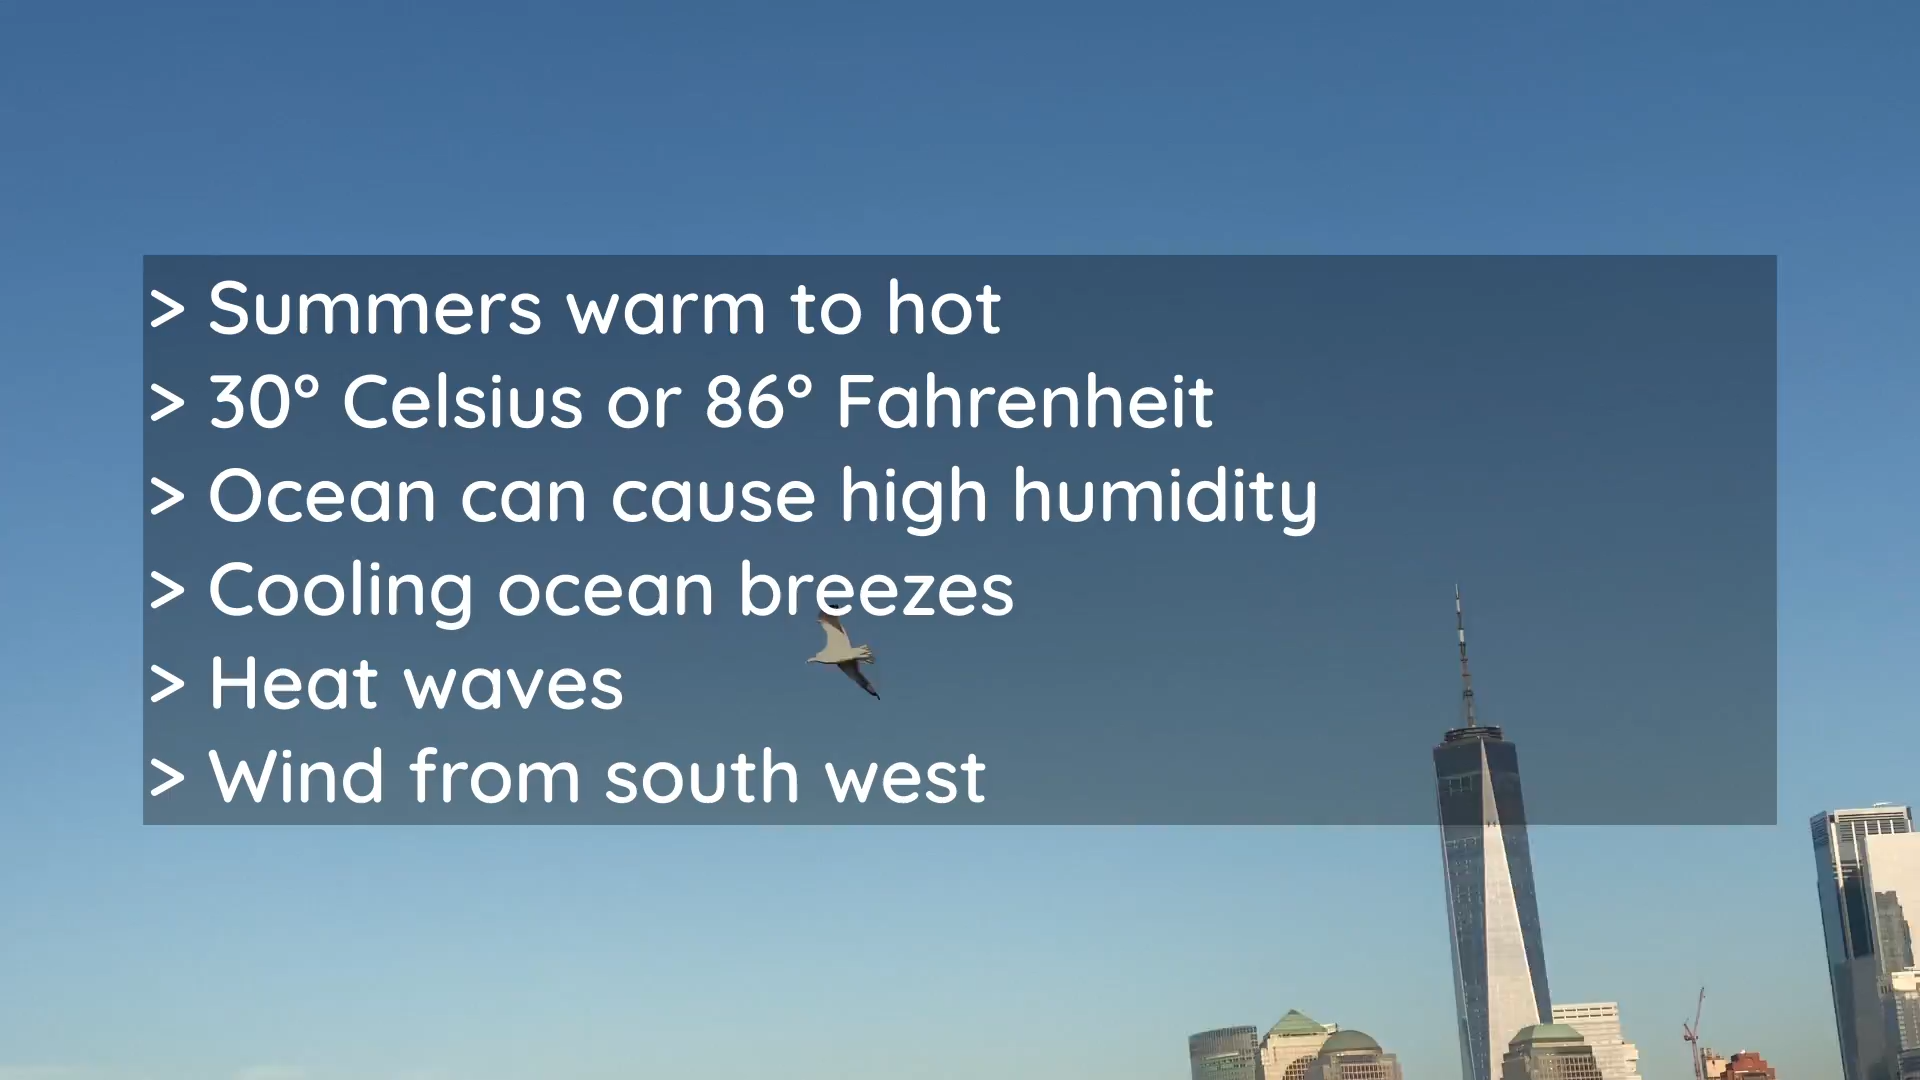 > Summers warm to hot
> 30° Celsius or 86° Fahrenheit
> Ocean can cause high humidity
> Cooling ocean breezes
> Heat waves
> Wind from south west